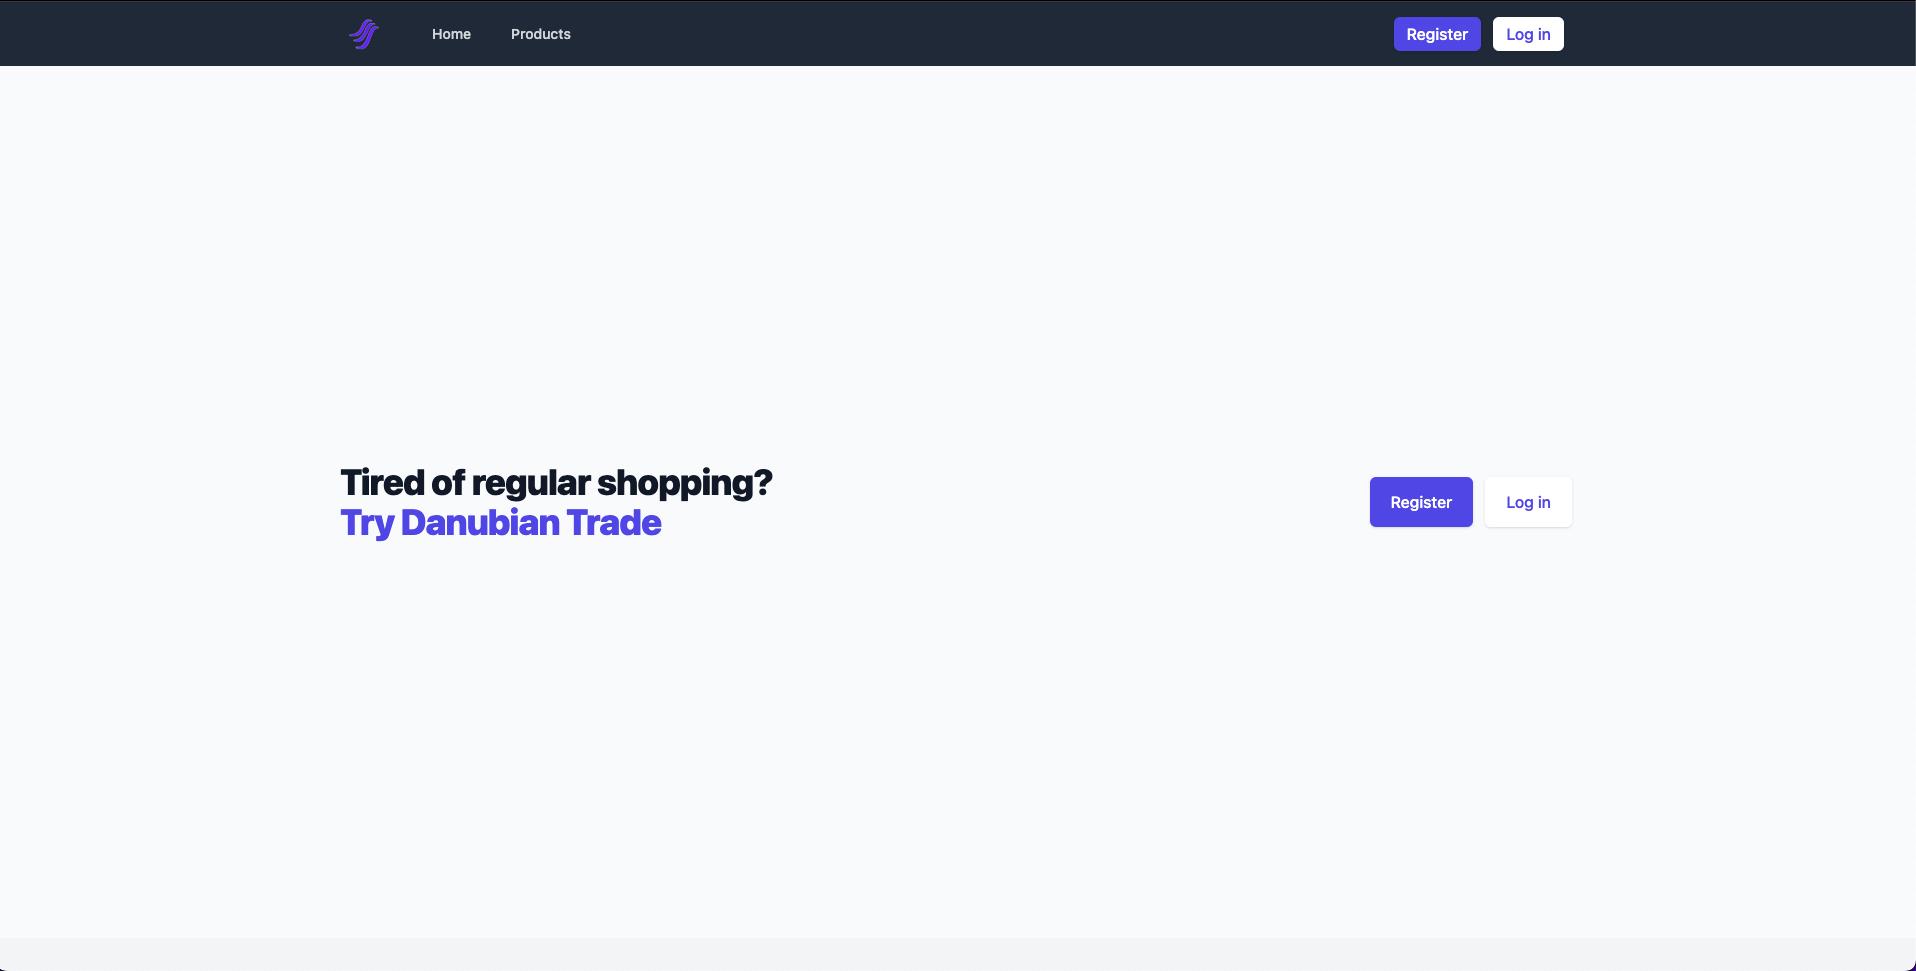 Home Products Register Log in
Tired of regular shopping?
Try Danubian Trade
Register Log in